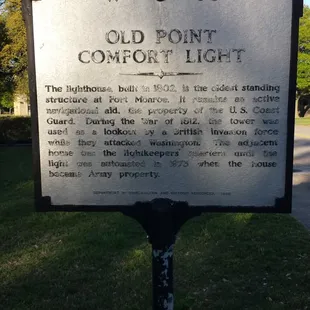 OLD POINT
COMFORT LIGHT
The lighthouse, built in 1802, is the oldest standing
structure at Fort Monroe. It remains an active
navigational aid, the property of the U.S. Coast
Guard. During the War of 1812, the tower was
used as a lookout by a British invasion force
while they attacked Washington. The adjacent
house was the lightkeepers' quarters until the
light was automated in 1973 when the house
became Army property.